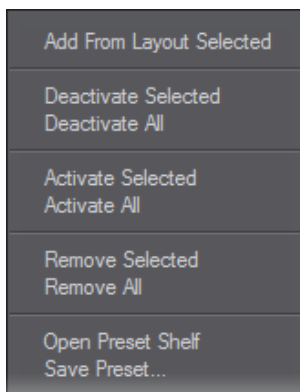 Add From Layout Selected
Deactivate Selected
Deactivate All
Activate Selected
Activate All
Remove Selected
Remove All
Open Preset Shelf
Save Preset...